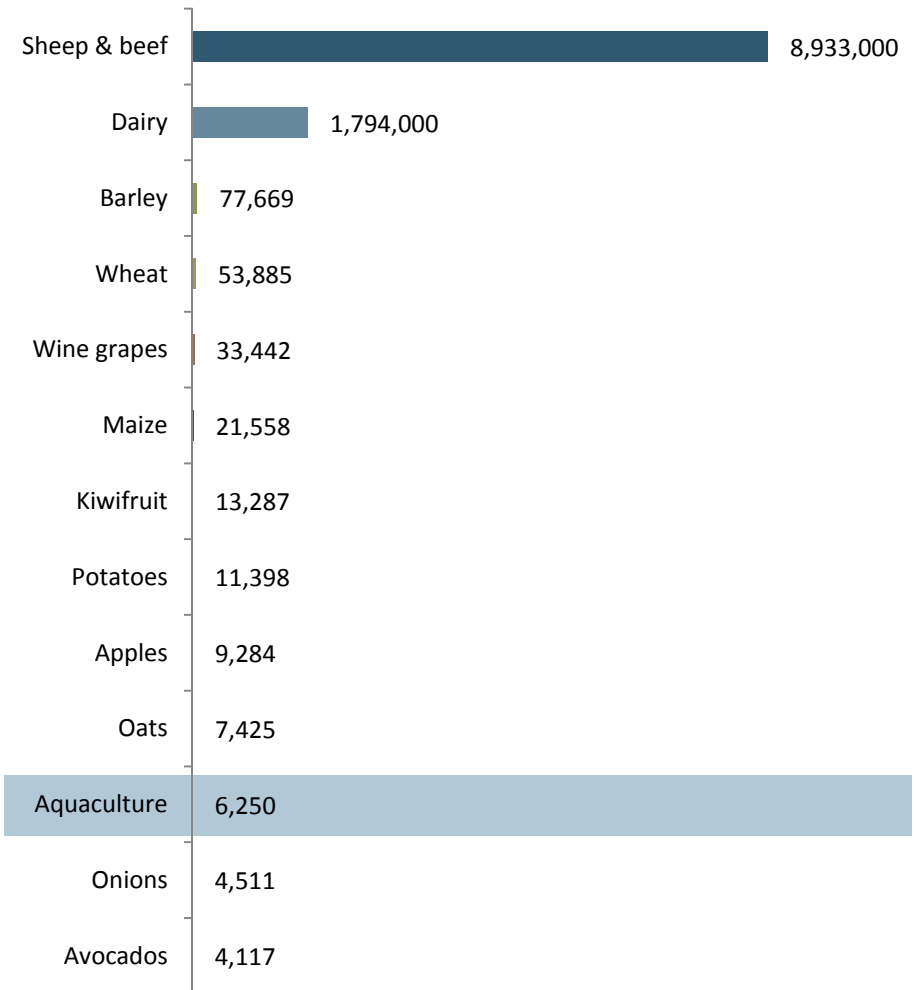 Sheep & beef 8,933,000
Dairy 1,794,000
Barley 77,669
Wheat 53,885
Wine grapes 33,442
Maize 21,558
Kiwifruit 13,287
Potatoes 11,398
Apples 9,284
Oats 7,425
Aquaculture 6,250
Onions 4,511
Avocados 4,117